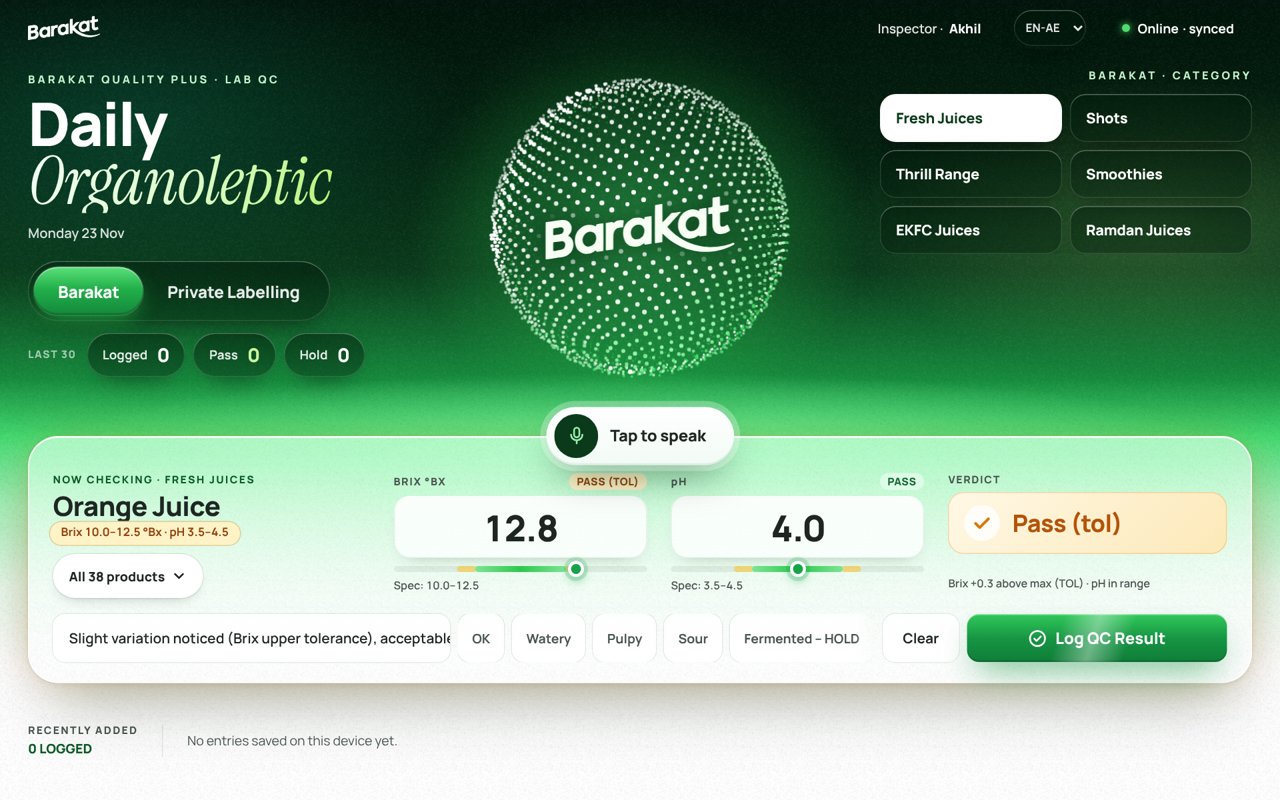 Barakat
Inspector · Akhil
EN-AE
Online · synced
BARAKAT QUALITY PLUS · LAB QC
Daily
Organoleptic
Monday 23 Nov
Barakat
Private Labelling
LAST 30
Logged 0
Pass 0
Hold 0
Barakat
BARAKAT · CATEGORY
Fresh Juices
Shots
Thrill Range
Smoothies
EKFC Juices
Ramdan Juices
Tap to speak
NOW CHECKING · FRESH JUICES
Orange Juice
Brix 10.0–12.5 °Bx · pH 3.5–4.5
All 38 products
BRIX °BX
PASS (TOL)
12.8
Spec: 10.0–12.5
pH
PASS
4.0
Spec: 3.5–4.5
VERDICT
Pass (tol)
Brix +0.3 above max (TOL) · pH in range
Slight variation noticed (Brix upper tolerance), acceptable
OK
Watery
Pulpy
Sour
Fermented – HOLD
Clear
Log QC Result
RECENTLY ADDED
0 LOGGED
No entries saved on this device yet.